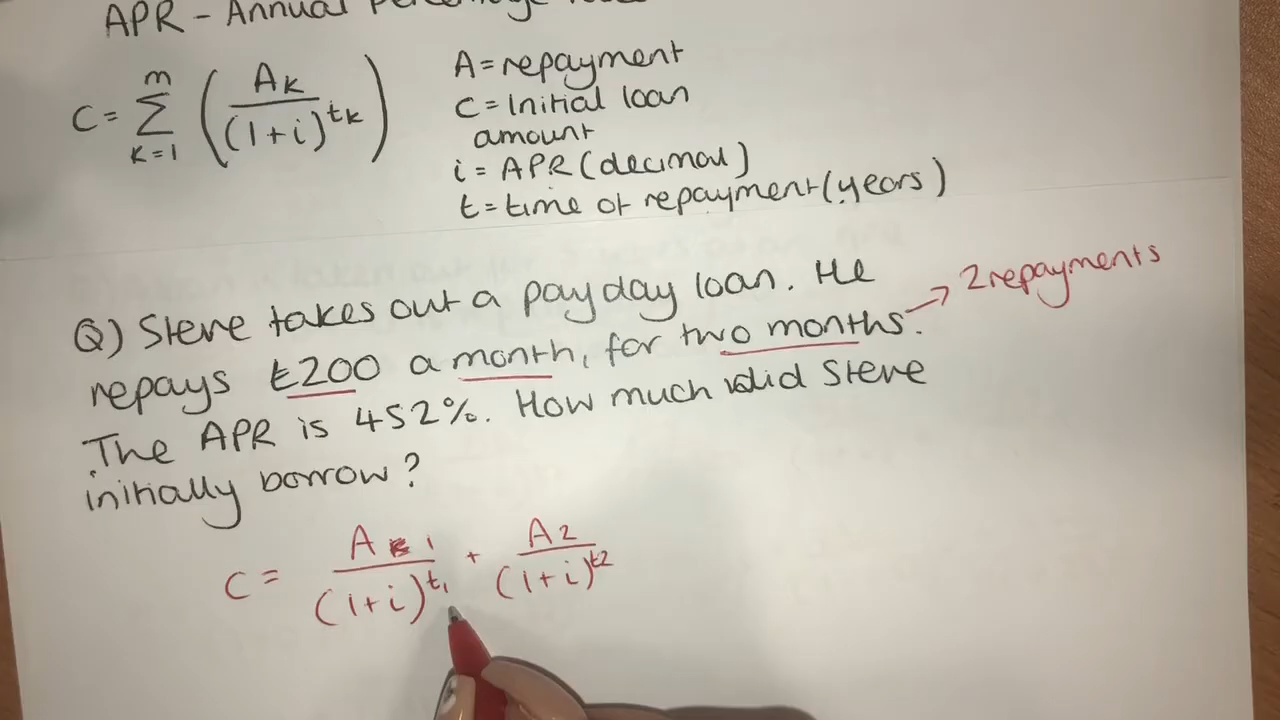 APR - Annual Percentage
C = m Σ k=1 ( Ak / (1+i)^tk )
A = repayment
C = Initial loan
amount
i = APR (decimal)
t = time of repayment (years)
Q) Steve takes out a payday loan. He
repays £200 a month, for two months. → 2 repayments
The APR is 452%. How much did Steve
initially borrow?
C = A1 / (1+i)^t1 + A2 / (1+i)^t2